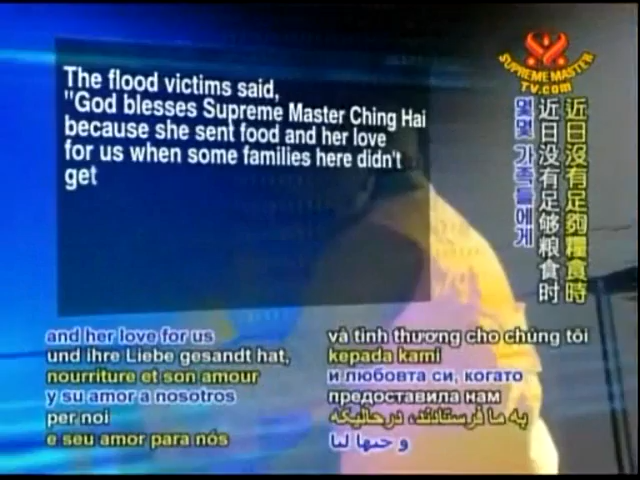 The flood victims said,
"God blesses Supreme Master Ching Hai
because she sent food and her love
for us when some families here didn't
get
SUPREME MASTER
TV.com
近日沒有足夠糧食時
近日没有足够粮食时
몇몇 가족들에게
and her love for us
und ihre Liebe gesandt hat,
nourriture et son amour
y su amor a nosotros
per noi
e seu amor para nós
và tình thương cho chúng tôi
kepada kami
и любовта си, когато
предоставила нам
به ما فرستادند، درحالیکه
و حبها لنا